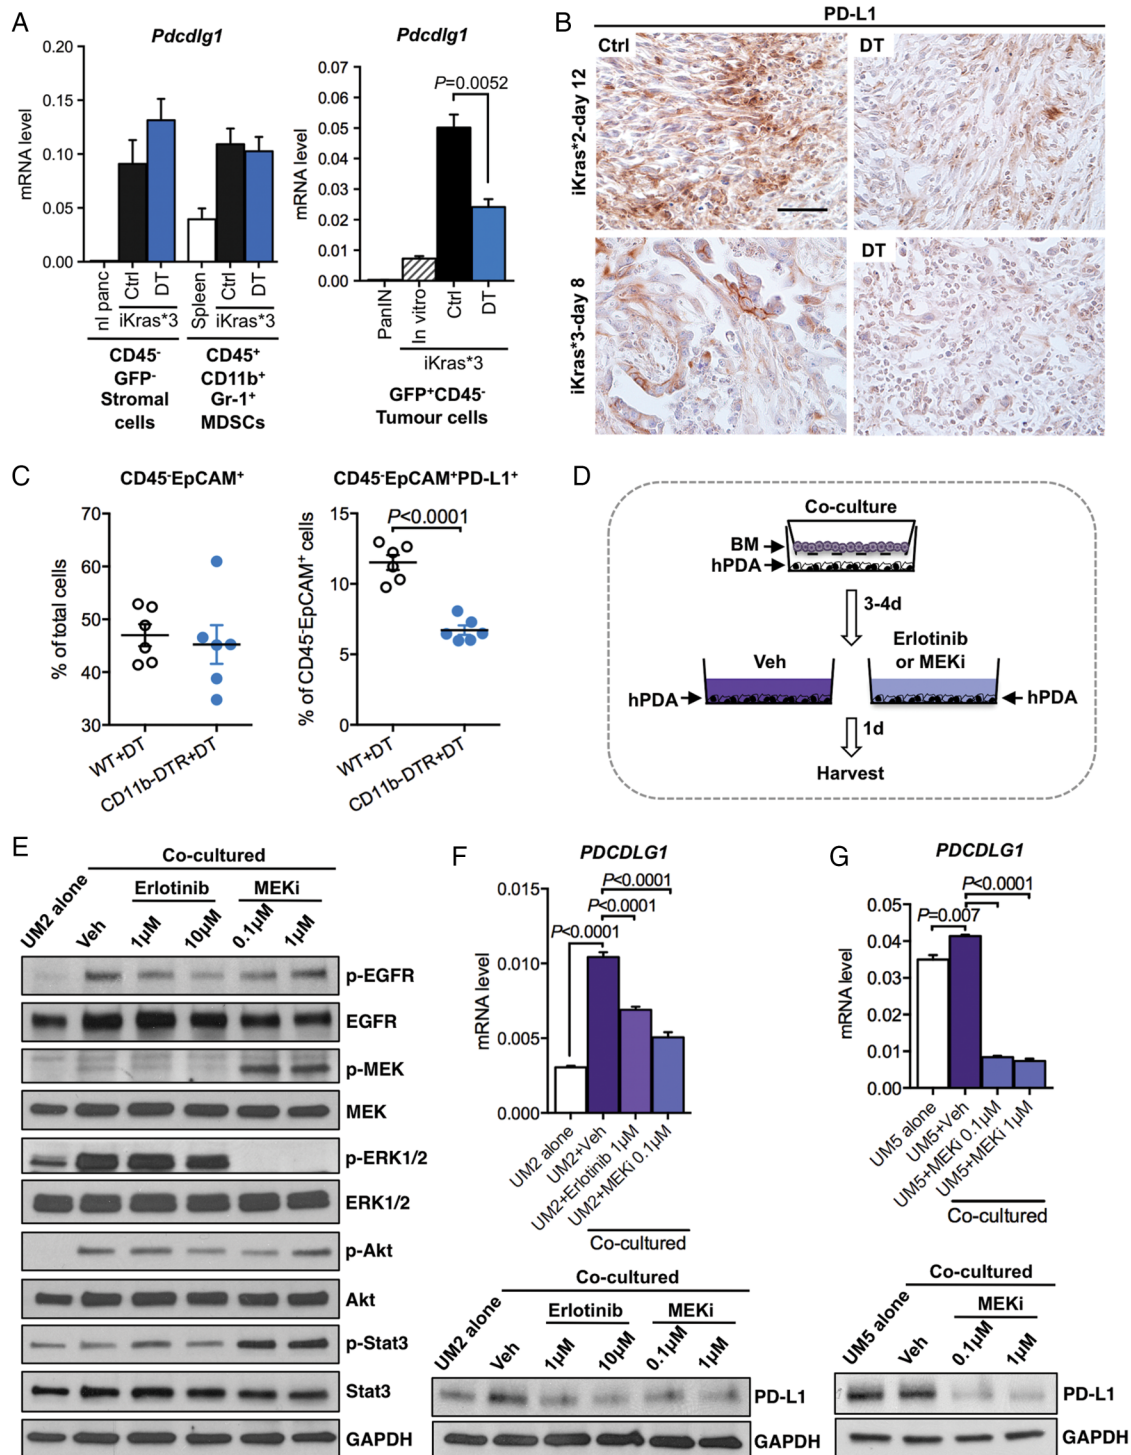 A
Pdcdlg1
mRNA level
0.20
0.15
0.10
0.05
0.00
nl panc
Ctrl
DT
Spleen
Ctrl
DT
iKras*3
iKras*3
CD45-
GFP-
Stromal
cells
CD45+
CD11b+
Gr-1+
MDSCs
Pdcdlg1
mRNA level
0.07
0.06
0.05
0.04
0.03
0.02
0.01
0.00
P=0.0052
PanIN
In vitro
Ctrl
DT
iKras*3
GFP+CD45-
Tumour cells
B
PD-L1
iKras*2-day 12
Ctrl
DT
iKras*3-day 8
DT
C
CD45-EpCAM+
% of total cells
70
60
50
40
30
WT+DT
CD11b-DTR+DT
CD45-EpCAM+PD-L1+
% of CD45-EpCAM+ cells
15
10
5
0
P<0.0001
WT+DT
CD11b-DTR+DT
D
Co-culture
BM
hPDA
3-4d
Veh
Erlotinib
or MEKi
hPDA
hPDA
1d
Harvest
E
Co-cultured
Erlotinib
MEKi
UM2 alone
Veh
1µM
10µM
0.1µM
1µM
p-EGFR
EGFR
p-MEK
MEK
p-ERK1/2
ERK1/2
p-Akt
Akt
p-Stat3
Stat3
GAPDH
F
PDCDLG1
mRNA level
0.015
0.010
0.005
0.000
P<0.0001
P<0.0001
P<0.0001
UM2 alone
UM2+Veh
UM2+Erlotinib 1µM
UM2+MEKi 0.1µM
Co-cultured
Co-cultured
Erlotinib
MEKi
UM2 alone
Veh
1µM
10µM
0.1µM
1µM
PD-L1
GAPDH
G
PDCDLG1
mRNA level
0.05
0.04
0.03
0.02
0.01
0.00
P<0.0001
P=0.007
UM5 alone
UM5+Veh
UM5+MEKi 0.1µM
UM5+MEKi 1µM
Co-cultured
Co-cultured
MEKi
UM5 alone
Veh
0.1µM
1µM
PD-L1
GAPDH